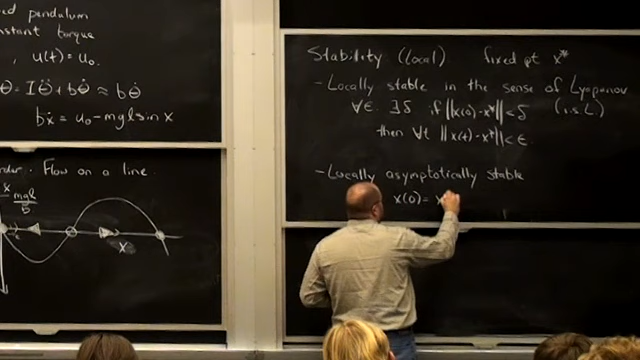 ed pendulum
nstant torque
, u(t) = u₀.
θ = Iθ̈ + bθ̇ ≈ bθ̇
bẋ = u₀ - mgl sin x
rder. Flow on a line.
ẋ
mgl
b
x
Stability (local) fixed pt x*
- Locally stable in the sense of Lyapunov
∀ε ∃δ if ||x(0) - x*|| < δ (i.s.L)
then ∀t ||x(t) - x*|| < ε
- Locally asymptotically stable
x(0) = x